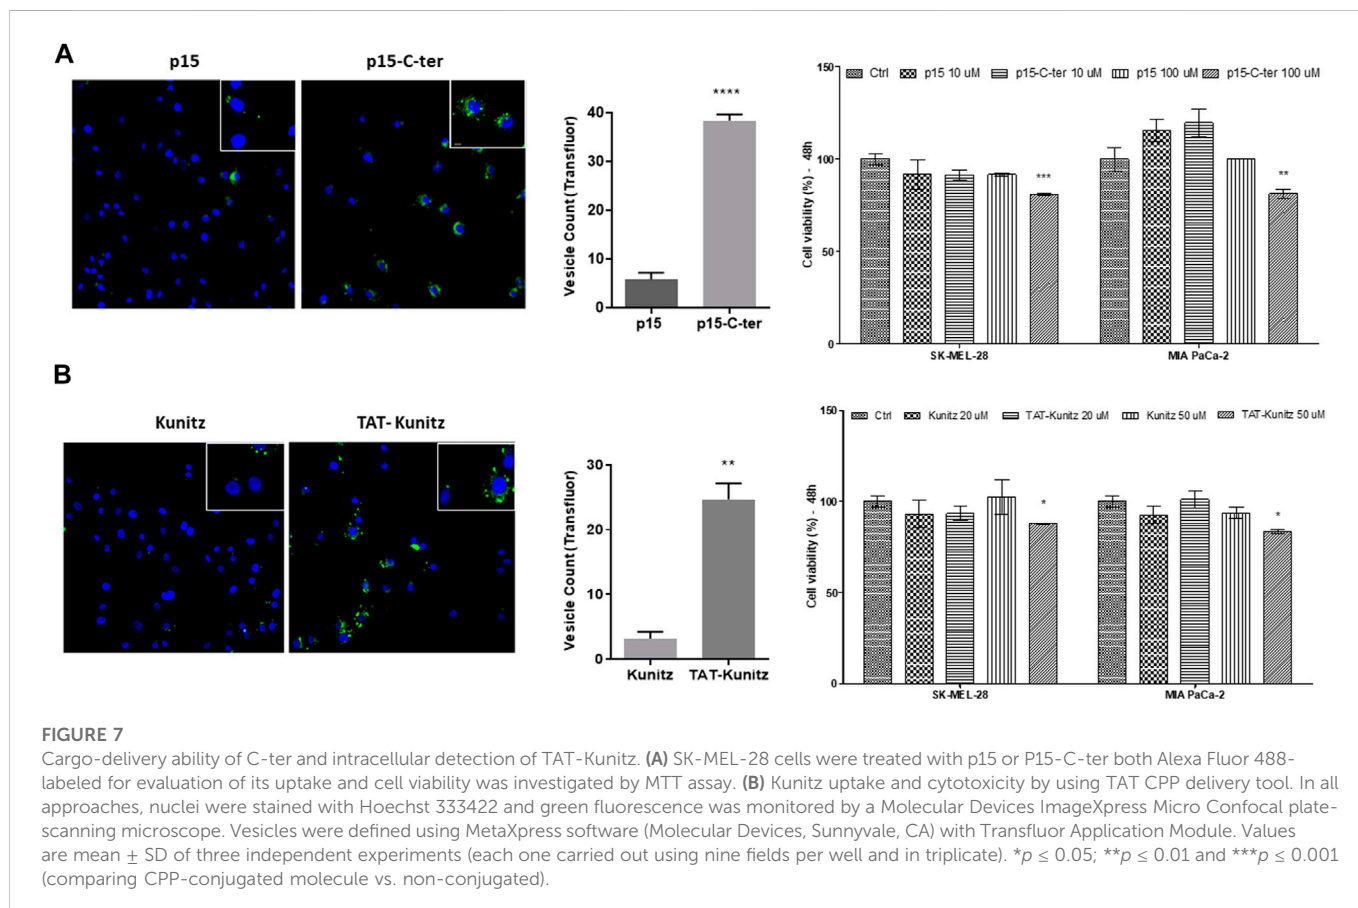 A
p15
p15-C-ter
Vesicle Count (Transfluor)
40
30
20
10
0
****
p15
p15-C-ter
Cell viability (%) - 48h
150
100
50
0
Ctrl
p15 10 uM
p15-C-ter 10 uM
p15 100 uM
p15-C-ter 100 uM
***
**
SK-MEL-28
MIA PaCa-2
B
Kunitz
TAT- Kunitz
Vesicle Count (Transfluor)
30
20
10
0
**
Kunitz
TAT-Kunitz
Cell viability (%) - 48h
150
100
50
0
Ctrl
Kunitz 20 uM
TAT-Kunitz 20 uM
Kunitz 50 uM
TAT-Kunitz 50 uM
*
*
SK-MEL-28
MIA PaCa-2
FIGURE 7
Cargo-delivery ability of C-ter and intracellular detection of TAT-Kunitz. (A) SK-MEL-28 cells were treated with p15 or P15-C-ter both Alexa Fluor 488-
labeled for evaluation of its uptake and cell viability was investigated by MTT assay. (B) Kunitz uptake and cytotoxicity by using TAT CPP delivery tool. In all
approaches, nuclei were stained with Hoechst 333422 and green fluorescence was monitored by a Molecular Devices ImageXpress Micro Confocal plate-
scanning microscope. Vesicles were defined using MetaXpress software (Molecular Devices, Sunnyvale, CA) with Transfluor Application Module. Values
are mean ± SD of three independent experiments (each one carried out using nine fields per well and in triplicate). *p ≤ 0.05; **p ≤ 0.01 and ***p ≤ 0.001
(comparing CPP-conjugated molecule vs. non-conjugated).